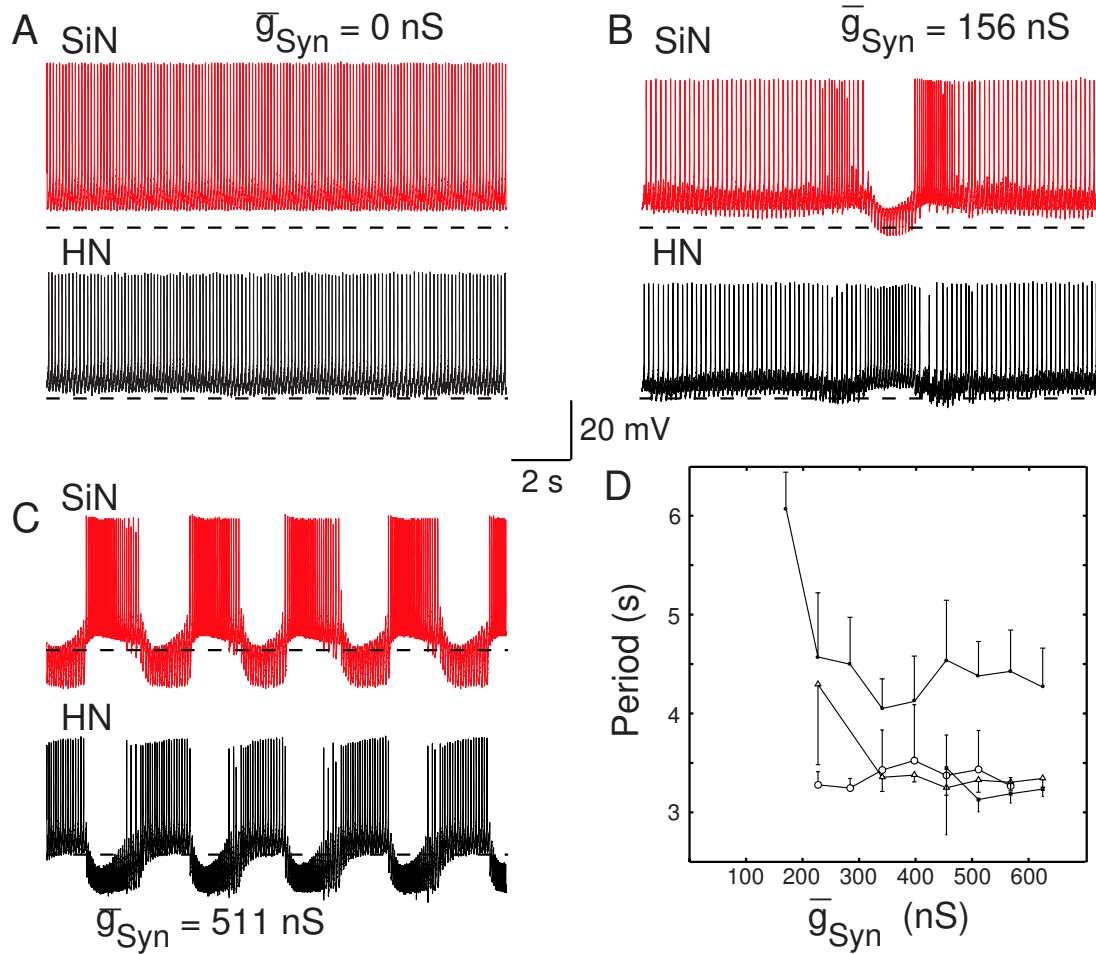 A
SiN
g̅Syn = 0 nS
HN
B
SiN
g̅Syn = 156 nS
HN
20 mV
2 s
C
SiN
HN
g̅Syn = 511 nS
D
6
5
4
3
Period (s)
100 200 300 400 500 600
g̅Syn (nS)